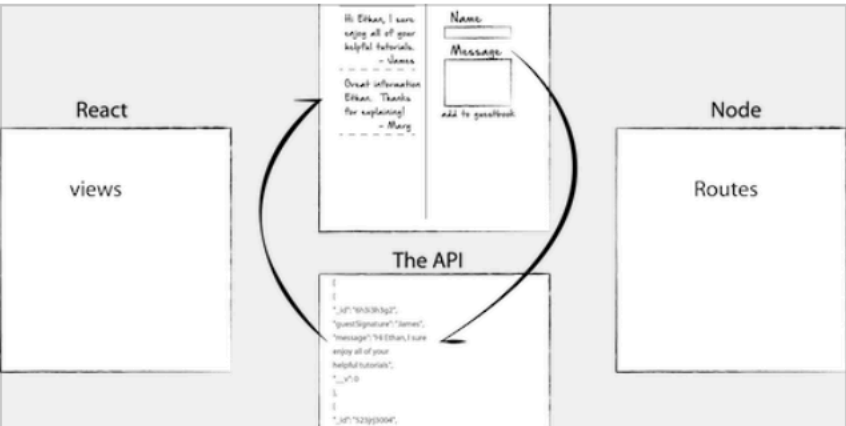 Hi Ethan, I sure
enjoy all of your
helpful tutorials.
- James
Great information
Ethan. Thanks
for explaining!
- Mary
Name
Message
add to guestbook
React
views
Node
Routes
The API
[
{
"_id": "6h3i3h3g2",
"guestSignature": "James",
"message": "Hi Ethan, I sure
enjoy all of your
helpful tutorials",
"__v": 0
},
{
"_id":